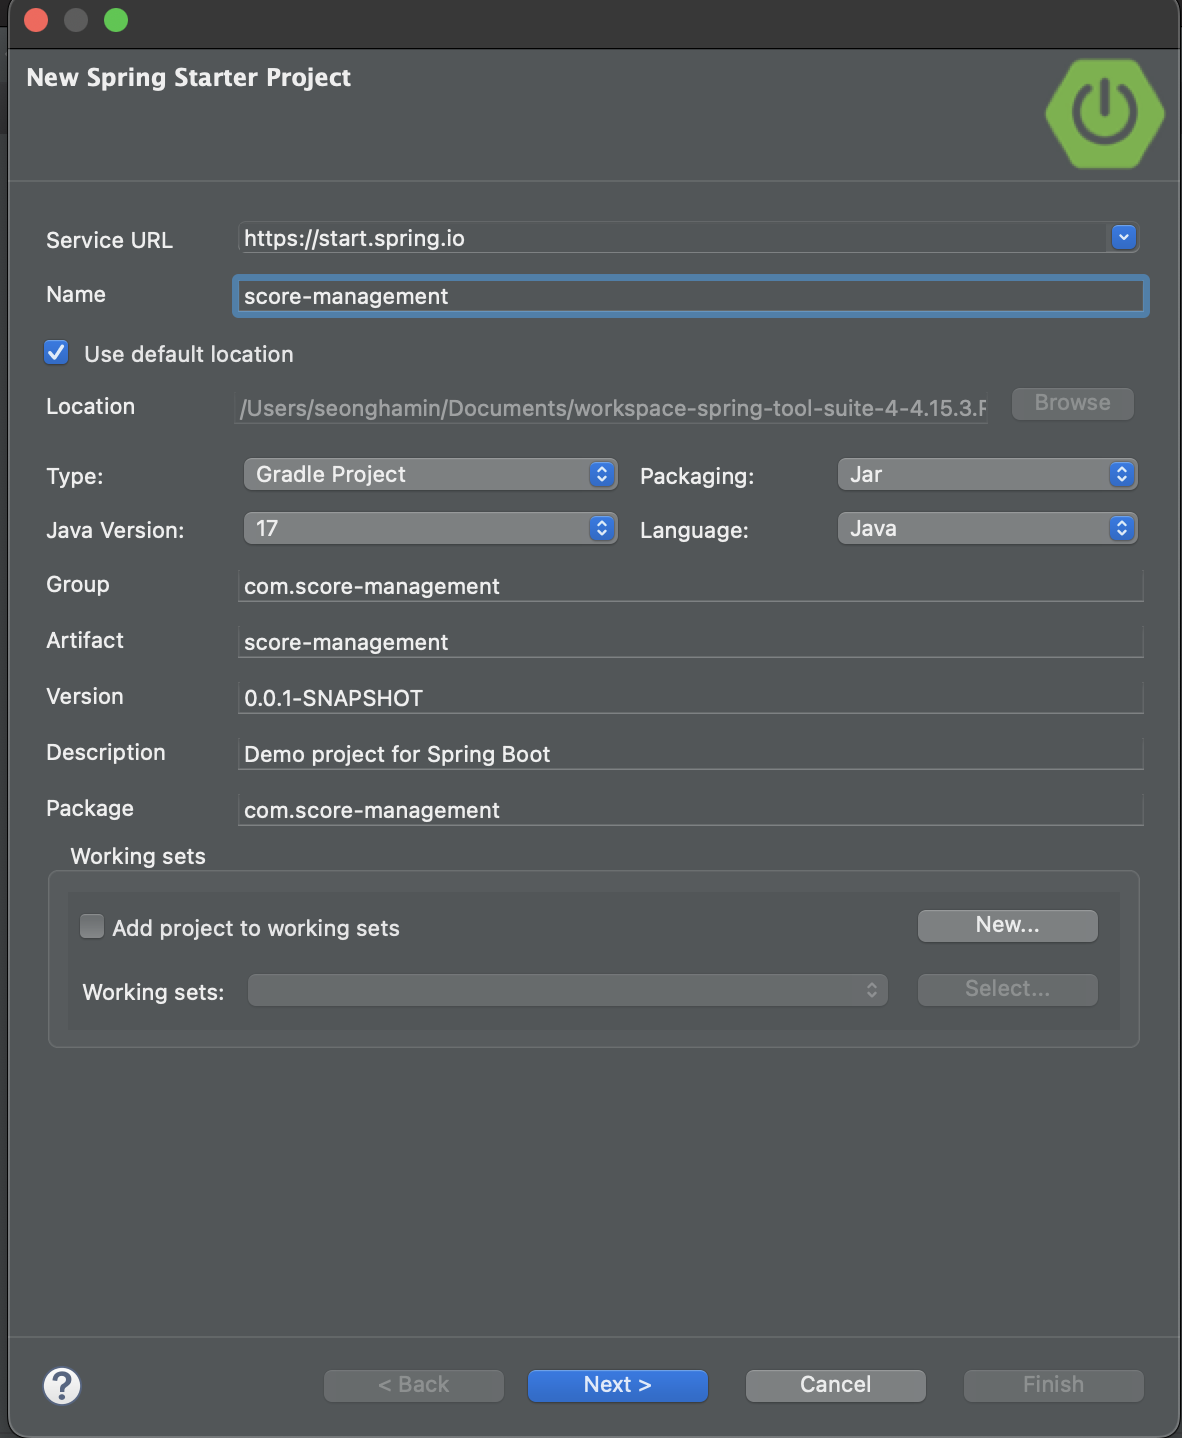 New Spring Starter Project
Service URL https://start.spring.io
Name score-management
Use default location
Location /Users/seonghamin/Documents/workspace-spring-tool-suite-4-4.15.3.F Browse
Type: Gradle Project Packaging: Jar
Java Version: 17 Language: Java
Group com.score-management
Artifact score-management
Version 0.0.1-SNAPSHOT
Description Demo project for Spring Boot
Package com.score-management
Working sets
Add project to working sets New...
Working sets: Select...
? < Back Next > Cancel Finish